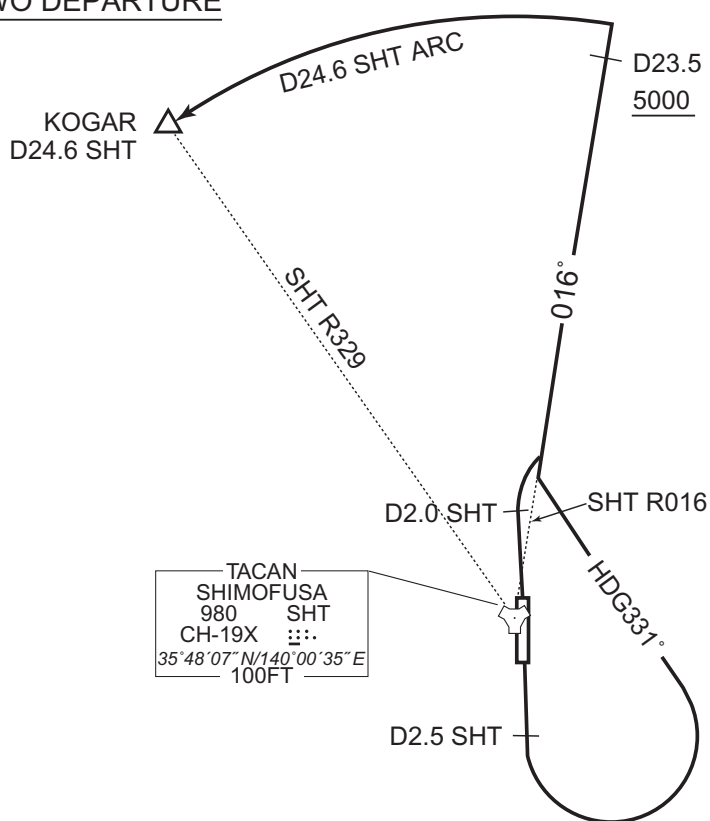 WO DEPARTURE
D24.6 SHT ARC
D23.5
5000
KOGAR
D24.6 SHT
SHT R329
016°
D2.0 SHT
SHT R016
HDG331°
TACAN
SHIMOFUSA
980 SHT
CH-19X
35°48′07″N/140°00′35″E
100FT
D2.5 SHT